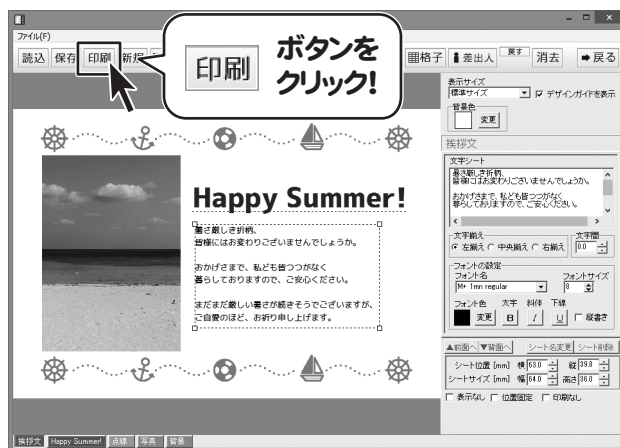 ファイル(F)
読込 保存 印刷 新規
印刷
ボタンを
クリック!
格子 差出人 戻す 消去 戻る
表示サイズ
標準サイズ デザインガイドを表示
背景色
変更
挨拶文
文字シート
暑さ厳しき折柄、
皆様にはお変わりございませんでしょうか。
おかげさまで、私ども皆つつがなく
暮らしておりますので、ご安心ください。
文字揃え 文字間
左揃え 中央揃え 右揃え 0.0
フォントの設定
フォント名 フォントサイズ
M+ 1mn regular 8
フォント色 太字 斜体 下線
変更 B I U 縦書き
▲前面へ ▼背面へ シート名変更 シート削除
シート位置 [mm] 横 63.0 縦 39.8
シートサイズ [mm] 幅 64.0 高さ 36.0
表示なし 位置固定 印刷なし
Happy Summer!
暑さ厳しき折柄、
皆様にはお変わりございませんでしょうか。
おかげさまで、私ども皆つつがなく
暮らしておりますので、ご安心ください。
まだまだ厳しい暑さが続きそうでございますが、
ご自愛のほど、お祈り申し上げます。
挨拶文 Happy Summer! 点線 写真 背景